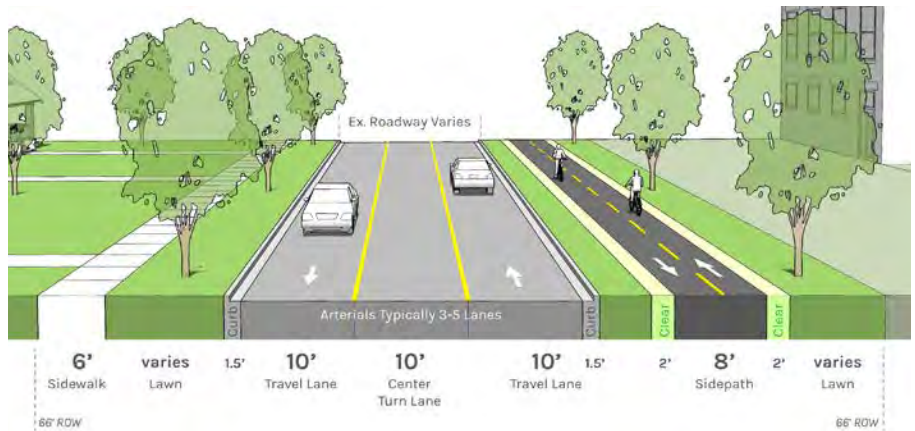 Ex. Roadway Varies
Arterials Typically 3-5 Lanes
Curb
Curb
Clear
Clear
6’ varies 1.5’ 10’ 10’ 10’ 1.5’ 2’ 8’ 2’ varies
Sidewalk Lawn Travel Lane Center Travel Lane Sidepath Lawn
Turn Lane
66' ROW 66' ROW